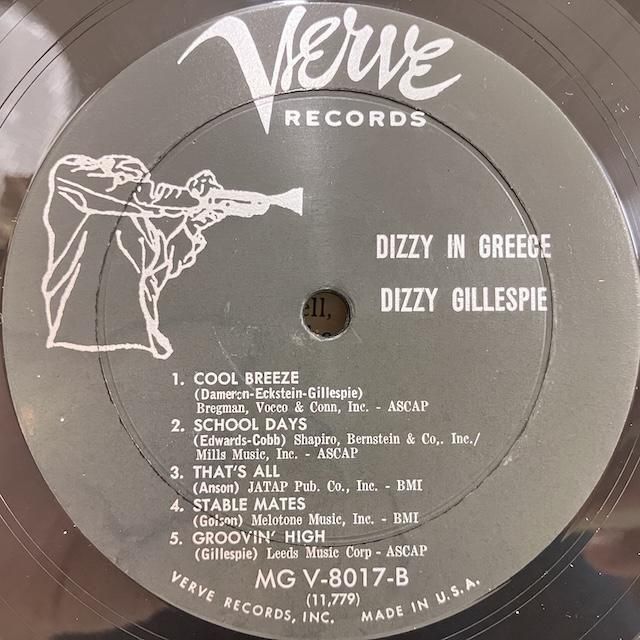 Verve
RECORDS
DIZZY IN GREECE
DIZZY GILLESPIE
ell,
1. COOL BREEZE
(Dameron-Eckstein-Gillespie)
Bregman, Vocco & Conn, Inc. - ASCAP
2. SCHOOL DAYS
(Edwards-Cobb) Shapiro, Bernstein & Co,. Inc./
Mills Music, Inc. - ASCAP
3. THAT'S ALL
(Anson) JATAP Pub. Co., Inc. - BMI
4. STABLE MATES
(Golson) Melotone Music, Inc. - BMI
5. GROOVIN' HIGH
(Gillespie) Leeds Music Corp - ASCAP
MG V-8017-B
(11,779)
VERVE RECORDS, INC. MADE IN U.S.A.